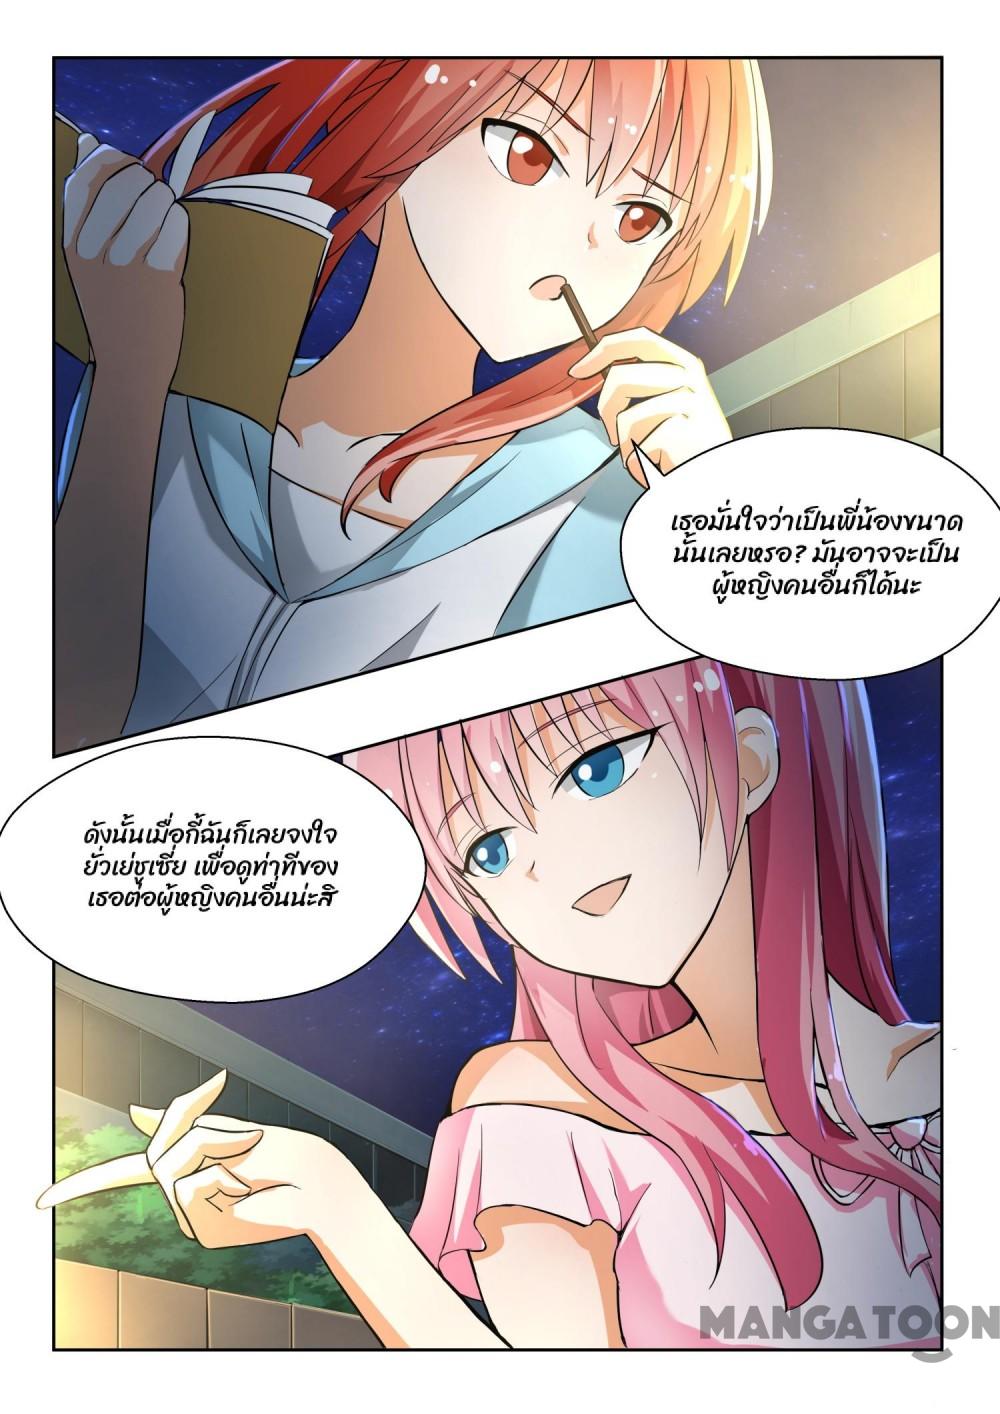 เธอมั่นใจว่าเป็นพี่น้องขนาด
นั้นเลยหรอ? มันอาจจะเป็น
ผู้หญิงคนอื่นก็ได้นะ
ดังนั้นเมื่อกี้ฉันก็เลยจงใจ
ยั่วเย่ชูเซี่ย เพื่อดูท่าทีของ
เธอต่อผู้หญิงคนอื่นน่ะสิ
MANGATOON